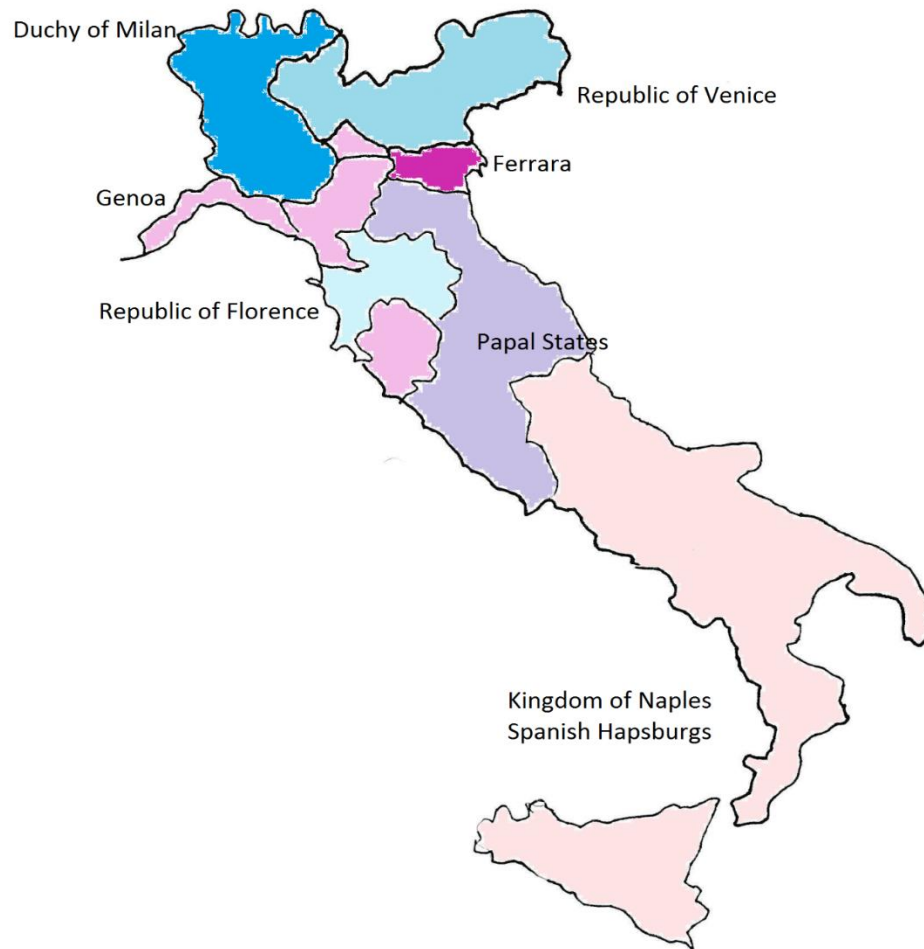 Duchy of Milan
Republic of Venice
Ferrara
Genoa
Republic of Florence
Papal States
Kingdom of Naples
Spanish Hapsburgs